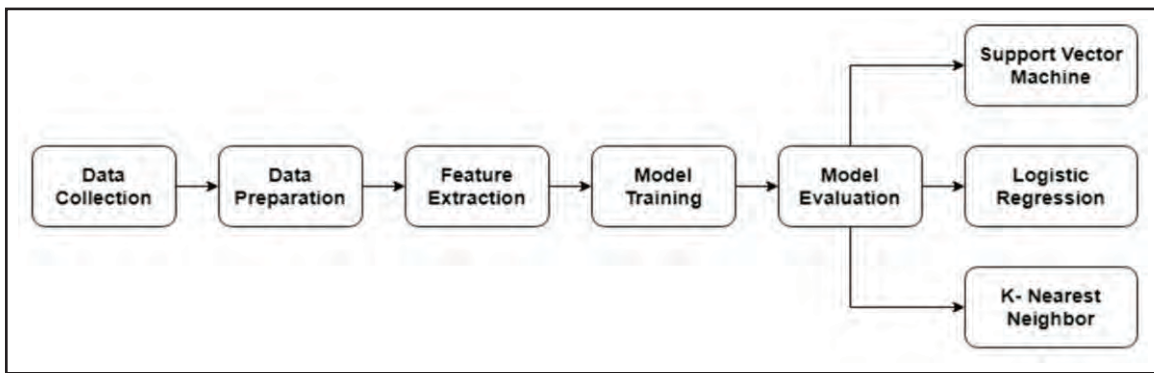 Data
Collection
Data
Preparation
Feature
Extraction
Model
Training
Model
Evaluation
Support Vector
Machine
Logistic
Regression
K- Nearest
Neighbor